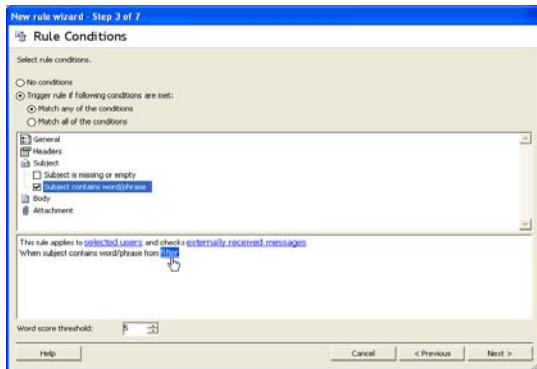 New rule wizard - Step 3 of 7
Rule Conditions
Select rule conditions.
No conditions
Trigger rule if following conditions are met:
Match any of the conditions
Match all of the conditions
General
Headers
Subject
Subject is missing or empty
Subject contains word/phrase
Body
Attachment
This rule applies to selected users and checks externally received messages
When subject contains word/phrase from filter
Word score threshold: 5
Help Cancel < Previous Next >